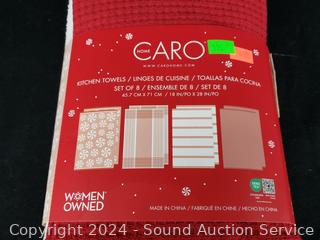 HOME
CARO
WWW.CAROHOME.COM
KITCHEN TOWELS / LINGES DE CUISINE / TOALLAS PARA COCINA
SET OF 8 / ENSEMBLE DE 8 / SET DE 8
45.7 CM X 71 CM / 18 IN/PO X 28 IN/PO
WOMEN
OWNED
MADE IN CHINA / FABRIQUÉ EN CHINE / HECHO EN CHINA
Copyright 2024 - Sound Auction Service